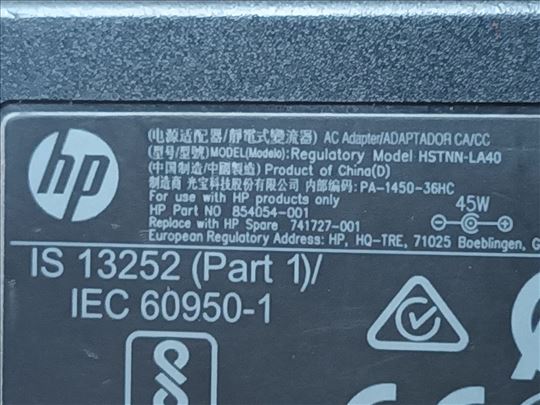 hp
(电源适配器/靜電式變流器) AC Adapter/ADAPTADOR CA/CC
(型号/型號)MODEL(Modelo):Regulatory Model HSTNN-LA40
(中国制造/中國製造) Product of China(D)
制造商 光宝科技股份有限公司 内部编码: PA-1450-36HC
For use with HP products only
HP Part NO 854054-001
Replace with HP Spare 741727-001
45W
European Regulatory Address: HP, HQ-TRE, 71025 Boeblingen,
IS 13252 (Part 1)/
IEC 60950-1